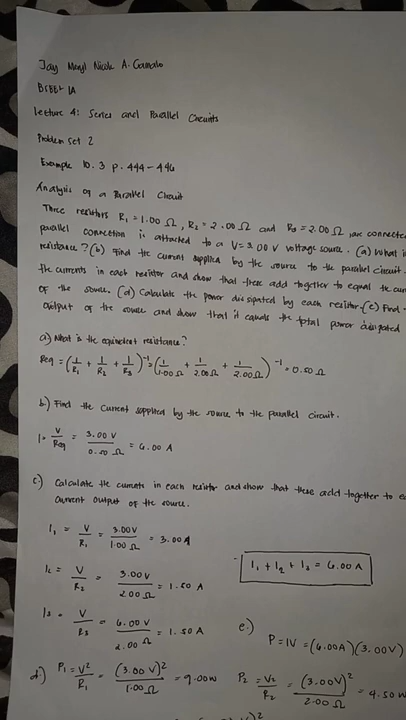 Jay Meryl Nicole A. Gamalo
BSEE 1A
Lecture 4: Series and Parallel Circuits
Problem Set 2
Example 10.3 p. 444-446
Analysis of a Parallel Circuit
Three resistors R₁ = 1.00 Ω, R₂ = 2.00 Ω and R₃ = 2.00 Ω, are connected
parallel connection is attached to a V = 3.00 V voltage source. (a) What i
resistance? (b) Find the current supplied by the source to the parallel circuit.
the currents in each resistor and show that these add together to equal the
of the source. (d) Calculate the power dissipated by each resistor. (e) Find
output of the source and show that it equals the total power dissipated
a) What is the equivalent resistance?
Req = (1/R₁ + 1/R₂ + 1/R₃)⁻¹ = (1/1.00 Ω + 1/2.00 Ω + 1/2.00 Ω)⁻¹ = 0.50 Ω
b) Find the current supplied by the source to the parallel circuit.
I = V/Req = 3.00 V/0.50 Ω = 6.00 A
c) Calculate the currents in each resistor and show that these add together to
current output of the source.
I₁ = V/R₁ = 3.00V/1.00 Ω = 3.00 A
I₁ + I₂ + I₃ = 6.00 A
I₂ = V/R₂ = 3.00V/2.00 Ω = 1.50 A
I₃ = V/R₃ = 6.00 V/2.00 Ω = 1.50 A
e.) P = IV = (6.00A)(3.00V)
d.) P₁ = V²/R₁ = (3.00 V)²/1.00 Ω = 9.00W P₂ = V²/R₂ = (3.00V)²/2.00 Ω = 4.50W